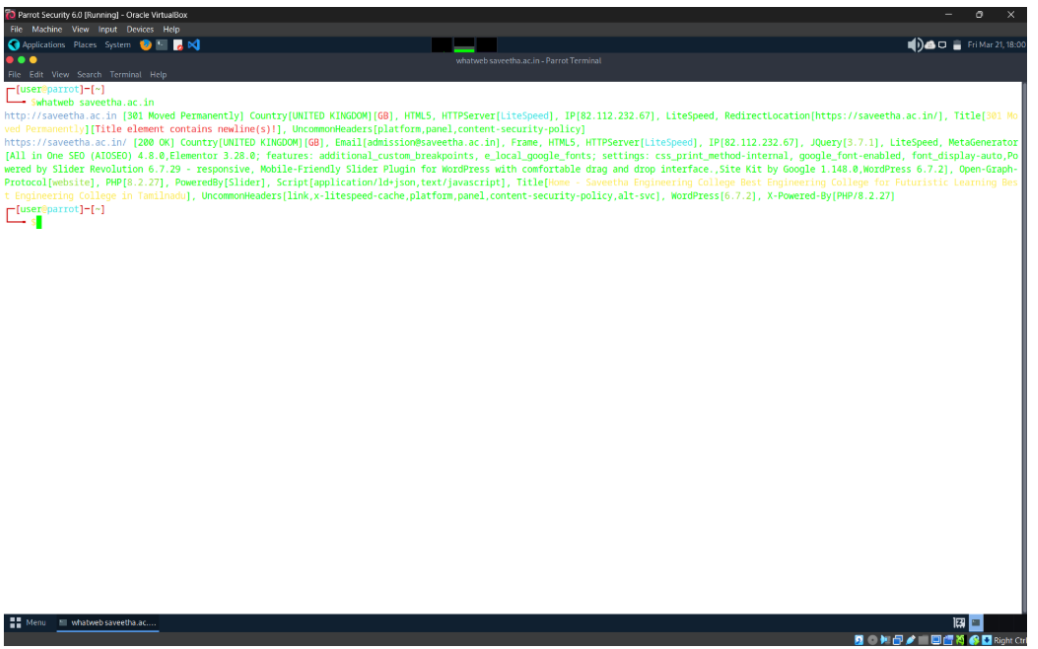 Parrot Security 6.0 [Running] - Oracle VirtualBox
File Machine View Input Devices Help
Applications Places System
Fri Mar 21, 18:00
whatweb saveetha.ac.in - Parrot Terminal
File Edit View Search Terminal Help
┌─[user@parrot]─[~]
└──╼ $whatweb saveetha.ac.in
http://saveetha.ac.in [301 Moved Permanently] Country[UNITED KINGDOM][GB], HTML5, HTTPServer[LiteSpeed], IP[82.112.232.67], LiteSpeed, RedirectLocation[https://saveetha.ac.in/], Title[301 Mo
ved Permanently][Title element contains newline(s)!], UncommonHeaders[platform,panel,content-security-policy]
https://saveetha.ac.in/ [200 OK] Country[UNITED KINGDOM][GB], Email[admission@saveetha.ac.in], Frame, HTML5, HTTPServer[LiteSpeed], IP[82.112.232.67], JQuery[3.7.1], LiteSpeed, MetaGenerator
[All in One SEO (AIOSEO) 4.8.0,Elementor 3.28.0; features: additional_custom_breakpoints, e_local_google_fonts; settings: css_print_method-internal, google_font-enabled, font_display-auto,Po
wered by Slider Revolution 6.7.29 - responsive, Mobile-Friendly Slider Plugin for WordPress with comfortable drag and drop interface.,Site Kit by Google 1.148.0,WordPress 6.7.2], Open-Graph-
Protocol[website], PHP[8.2.27], PoweredBy[Slider], Script[application/ld+json,text/javascript], Title[Home - Saveetha Engineering College Best Engineering College for Futuristic Learning Bes
t Engineering College in Tamilnadu], UncommonHeaders[link,x-litespeed-cache,platform,panel,content-security-policy,alt-svc], WordPress[6.7.2], X-Powered-By[PHP/8.2.27]
┌─[user@parrot]─[~]
└──╼ $
Menu whatweb saveetha.ac....
Right Ctrl